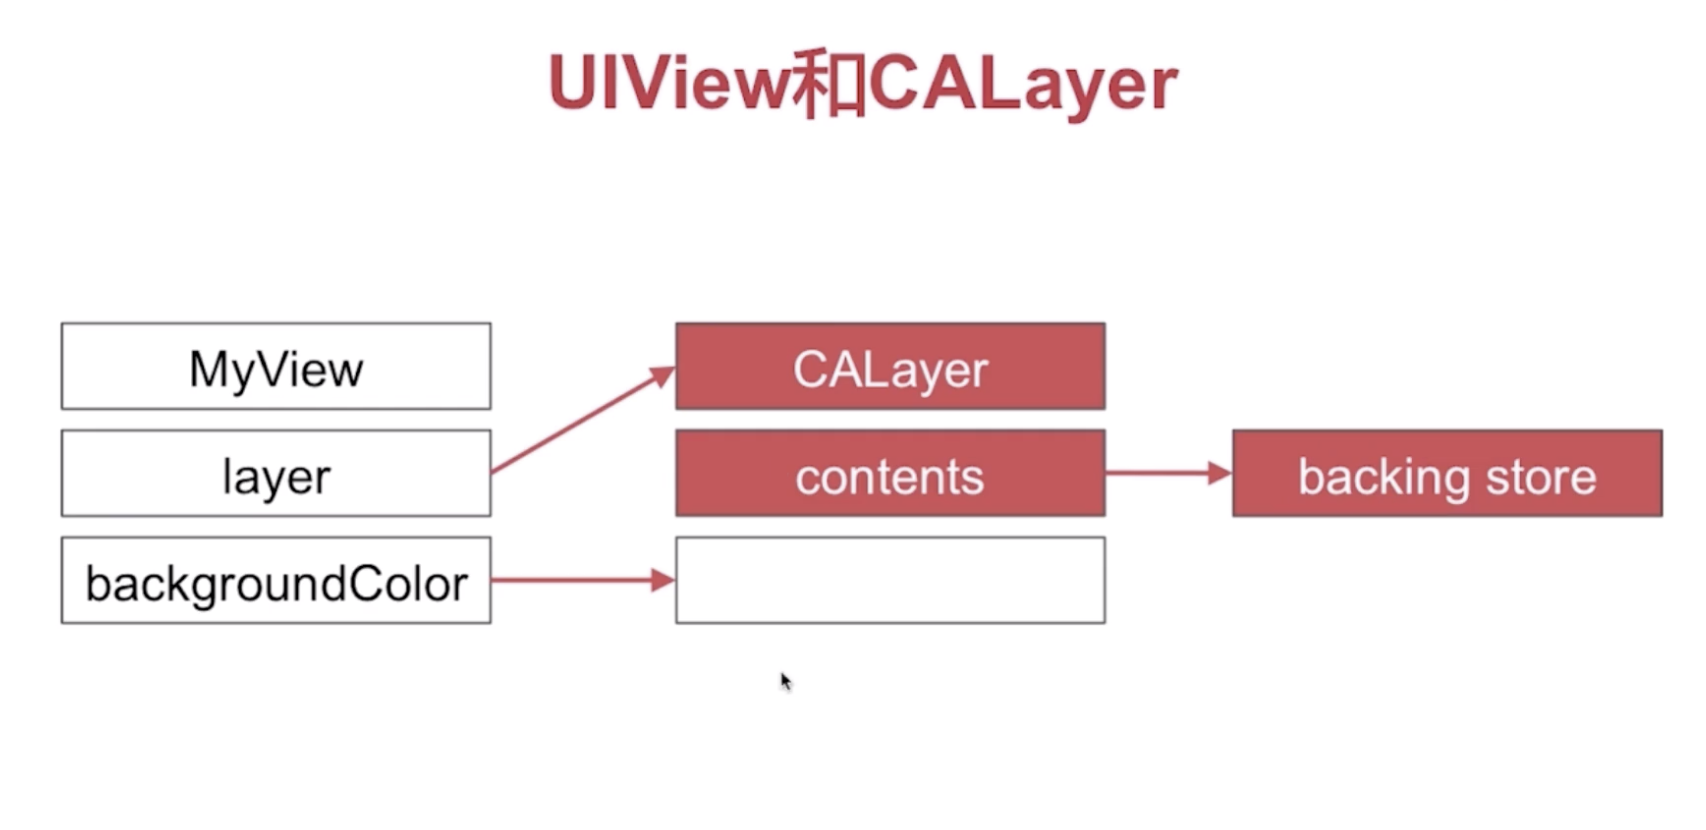 UIView和CALayer
MyView
CALayer
layer
contents
backing store
backgroundColor